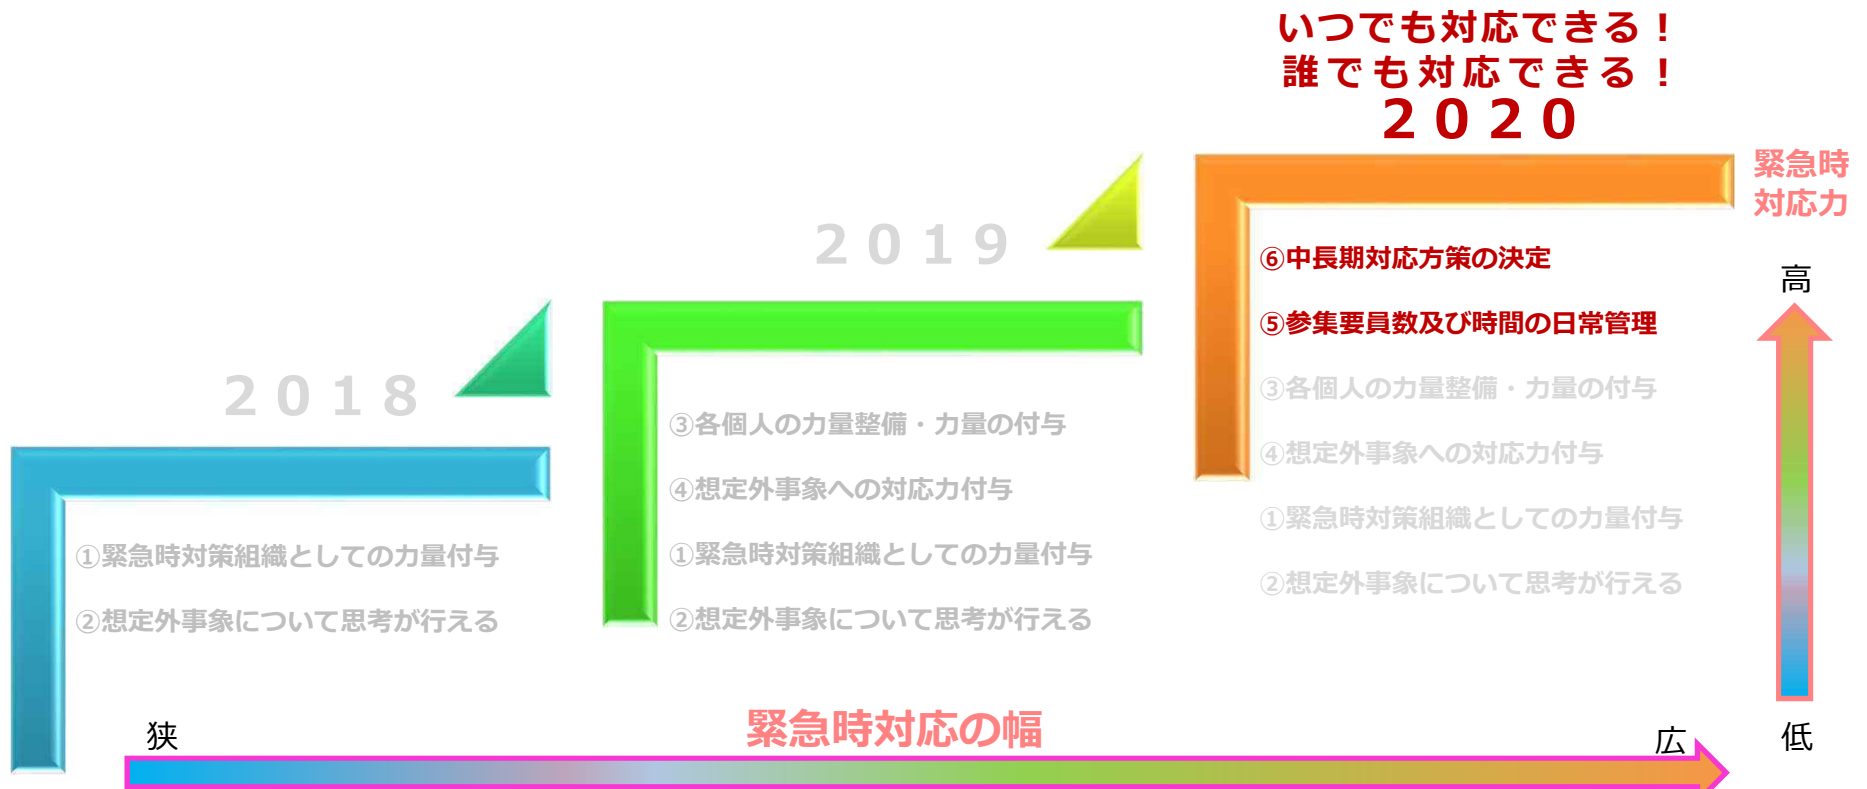 いつでも対応できる！
誰でも対応できる！
２０２０
緊急時
対応力
高
低
⑥中長期対応方策の決定
⑤参集要員数及び時間の日常管理
③各個人の力量整備・力量の付与
④想定外事象への対応力付与
①緊急時対策組織としての力量付与
②想定外事象について思考が行える
２０１９
③各個人の力量整備・力量の付与
④想定外事象への対応力付与
①緊急時対策組織としての力量付与
②想定外事象について思考が行える
２０１８
①緊急時対策組織としての力量付与
②想定外事象について思考が行える
狭
緊急時対応の幅
広